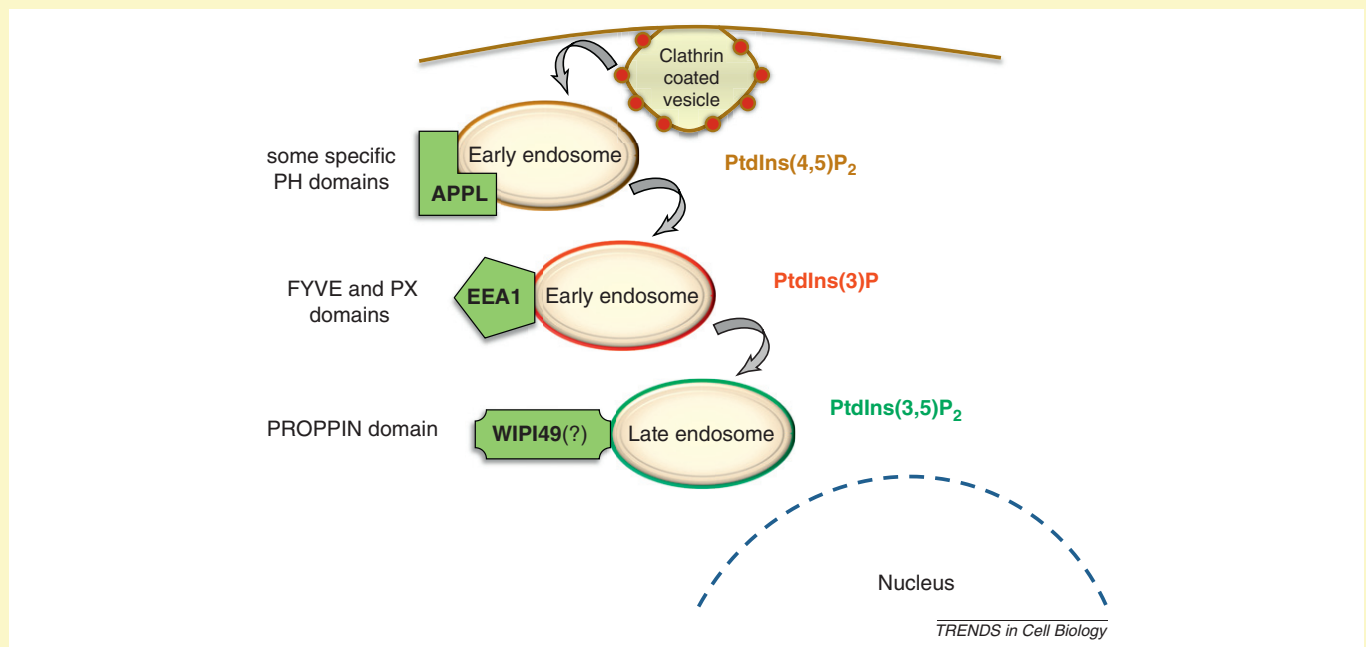 Clathrin
coated
vesicle
some specific
PH domains
APPL
Early endosome
PtdIns(4,5)P2
FYVE and PX
domains
EEA1
Early endosome
PtdIns(3)P
PROPPIN domain
WIPI49(?)
Late endosome
PtdIns(3,5)P2
Nucleus
TRENDS in Cell Biology